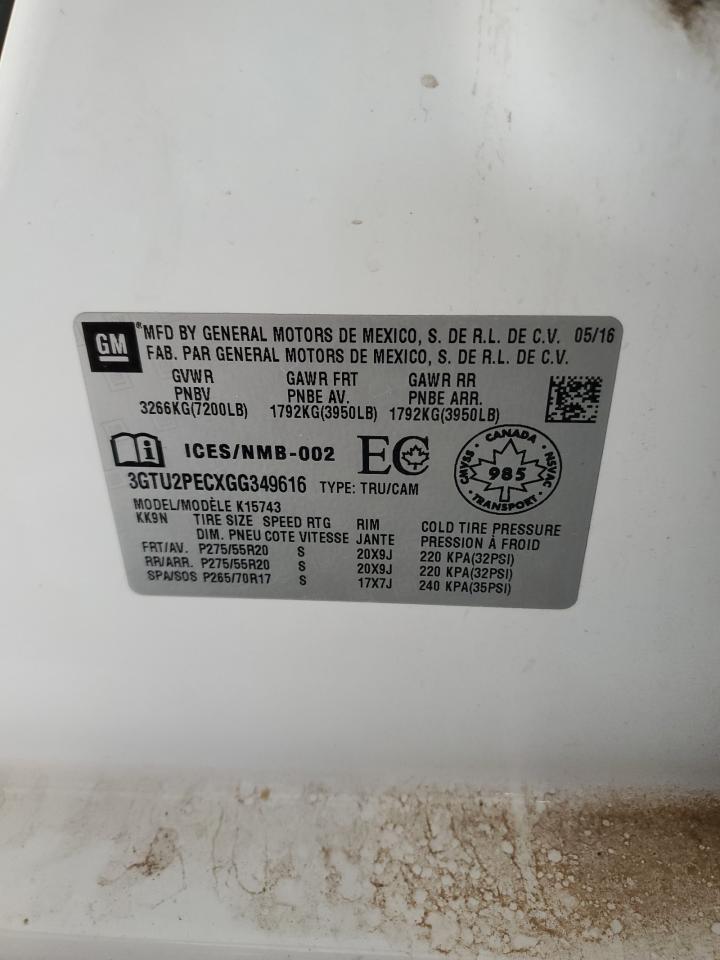 GM ® MFD BY GENERAL MOTORS DE MEXICO, S. DE R.L. DE C.V. 05/16
FAB. PAR GENERAL MOTORS DE MEXICO, S. DE R.L. DE C.V.
GVWR GAWR FRT GAWR RR
PNBV PNBE AV. PNBE ARR.
3266KG(7200LB) 1792KG(3950LB) 1792KG(3950LB)
i ICES/NMB-002 EC
CANADA
CMVSS NSVAC
985
TRANSPORT
3GTU2PECXGG349616 TYPE: TRU/CAM
MODEL/MODÈLE K15743
KK9N TIRE SIZE SPEED RTG RIM COLD TIRE PRESSURE
DIM. PNEU COTE VITESSE JANTE PRESSION À FROID
FRT/AV. P275/55R20 S 20X9J 220 KPA(32PSI)
RR/ARR. P275/55R20 S 20X9J 220 KPA(32PSI)
SPA/SOS P265/70R17 S 17X7J 240 KPA(35PSI)